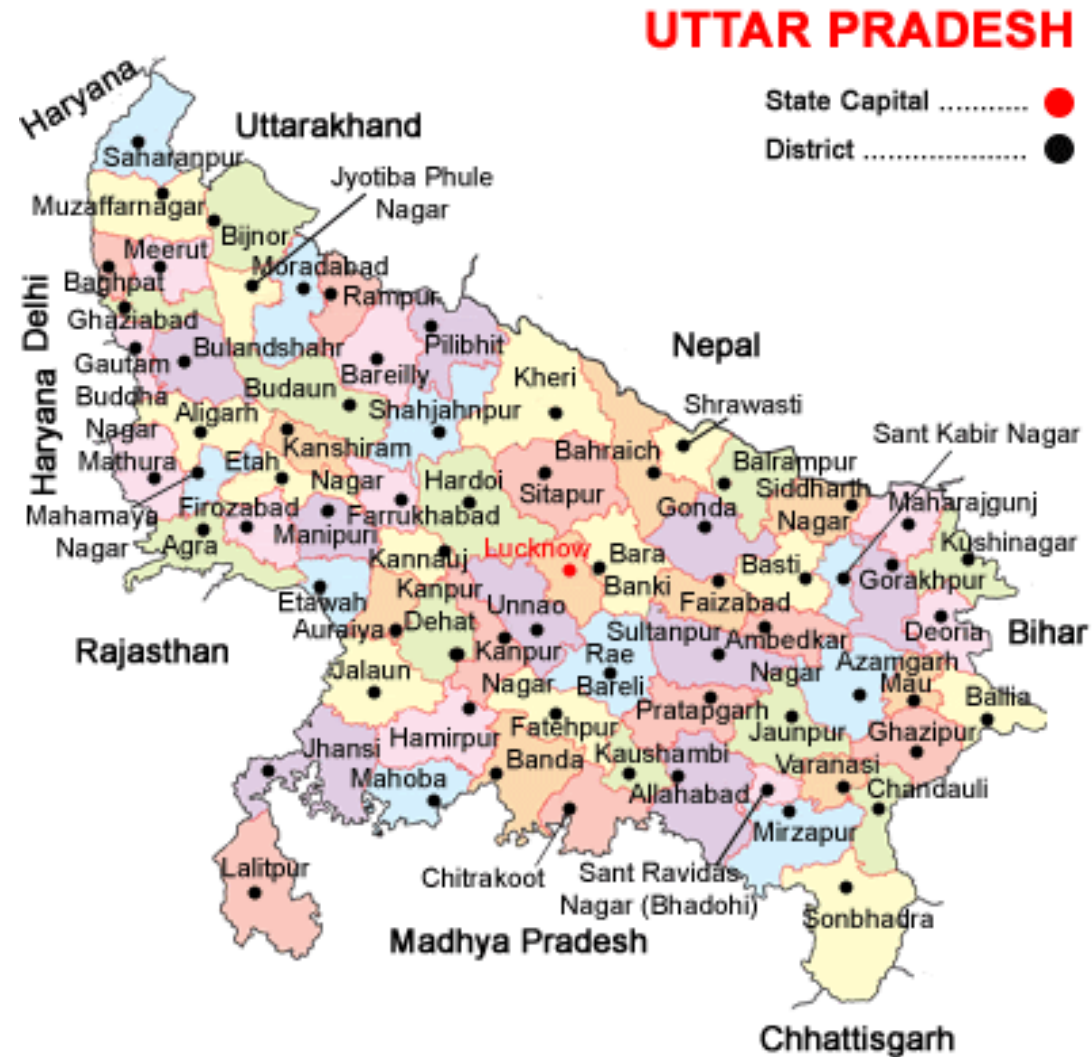 UTTAR PRADESH
State Capital ...........
District ....................
Haryana
Uttarakhand
Saharanpur
Jyotiba Phule
Nagar
Muzaffarnagar
Bijnor
Meerut
Moradabad
Baghpat
Rampur
Haryana Delhi
Ghaziabad
Bulandshahr
Pilibhit
Nepal
Gautam
Buddha
Nagar
Bareilly
Kheri
Budaun
Aligarh
Shahjahnpur
Shrawasti
Sant Kabir Nagar
Kanshiram
Nagar
Bahraich
Mathura
Etah
Hardoi
Sitapur
Balrampur
Siddharth
Nagar
Maharajgunj
Mahamaya
Nagar
Firozabad
Farrukhabad
Gonda
Agra
Manipuri
Kannauj
Lucknow
Bara
Banki
Basti
Kushinagar
Gorakhpur
Etawah
Kanpur
Dehat
Unnao
Faizabad
Auraiya
Rajasthan
Kanpur
Nagar
Rae
Bareli
Sultanpur
Ambedkar
Nagar
Deoria
Bihar
Jalaun
Azamgarh
Mau
Ballia
Fatehpur
Pratapgarh
Jaunpur
Ghazipur
Jhansi
Hamirpur
Banda
Kaushambi
Varanasi
Mahoba
Allahabad
Chandauli
Mirzapur
Lalitpur
Chitrakoot
Sant Ravidas
Nagar (Bhadohi)
Sonbhadra
Madhya Pradesh
Chhattisgarh
Haryana